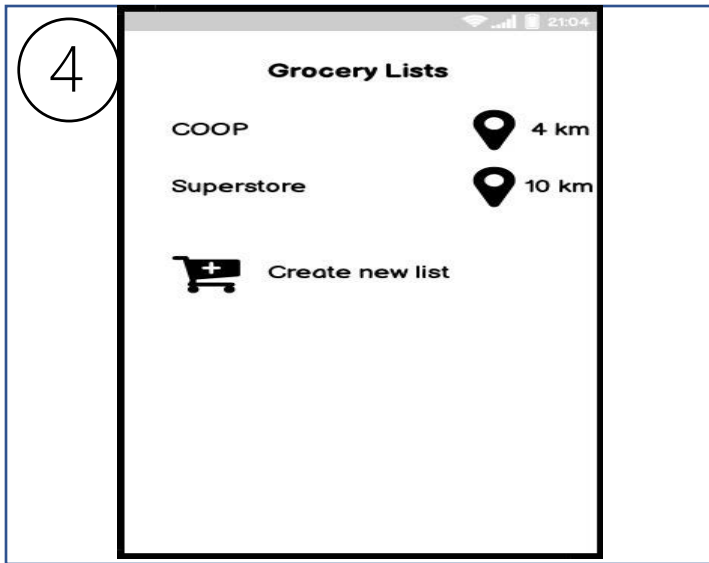 4
21:04
Grocery Lists
COOP 4 km
Superstore 10 km
Create new list